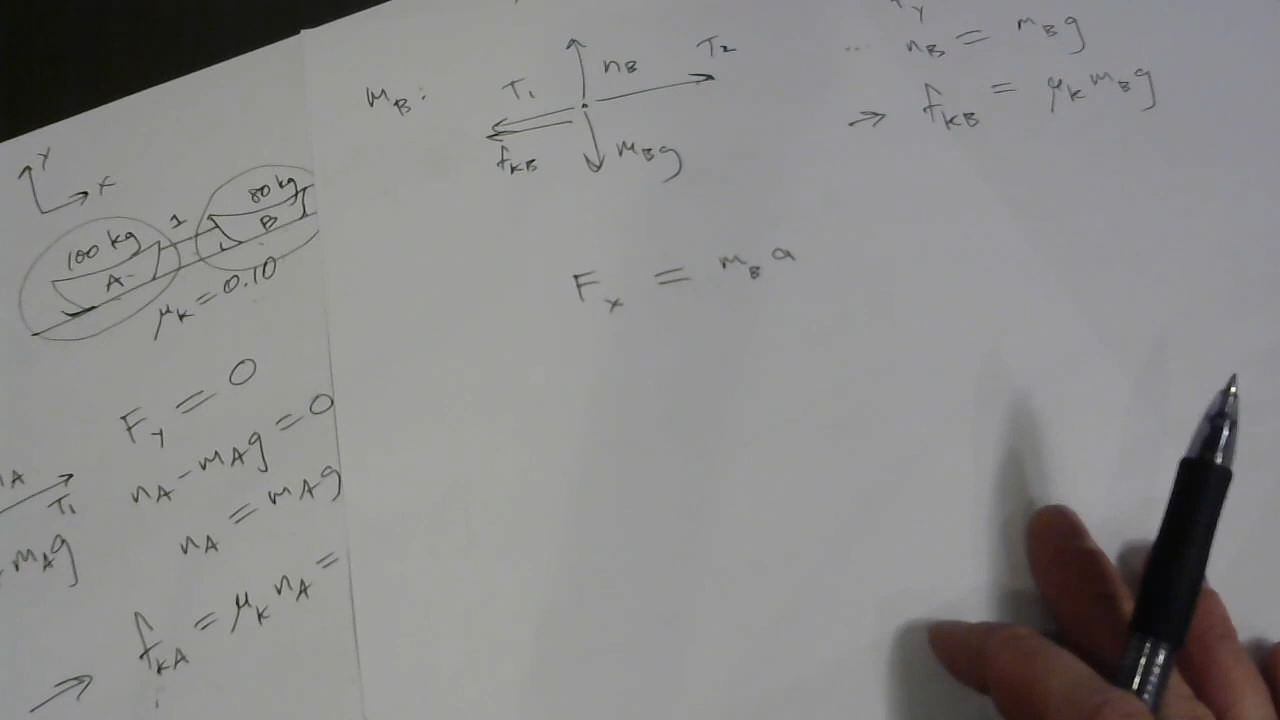 Y
X
100 kg
A
1
80 kg
B
μK = 0.10
FY = 0
nA - mAg = 0
nA = mAg
fKA = μK nA =
T1
mAg
mB:
nB
T2
T1
fKB
mBg
nB = mBg
→ fKB = μK mBg
Fx = mB a